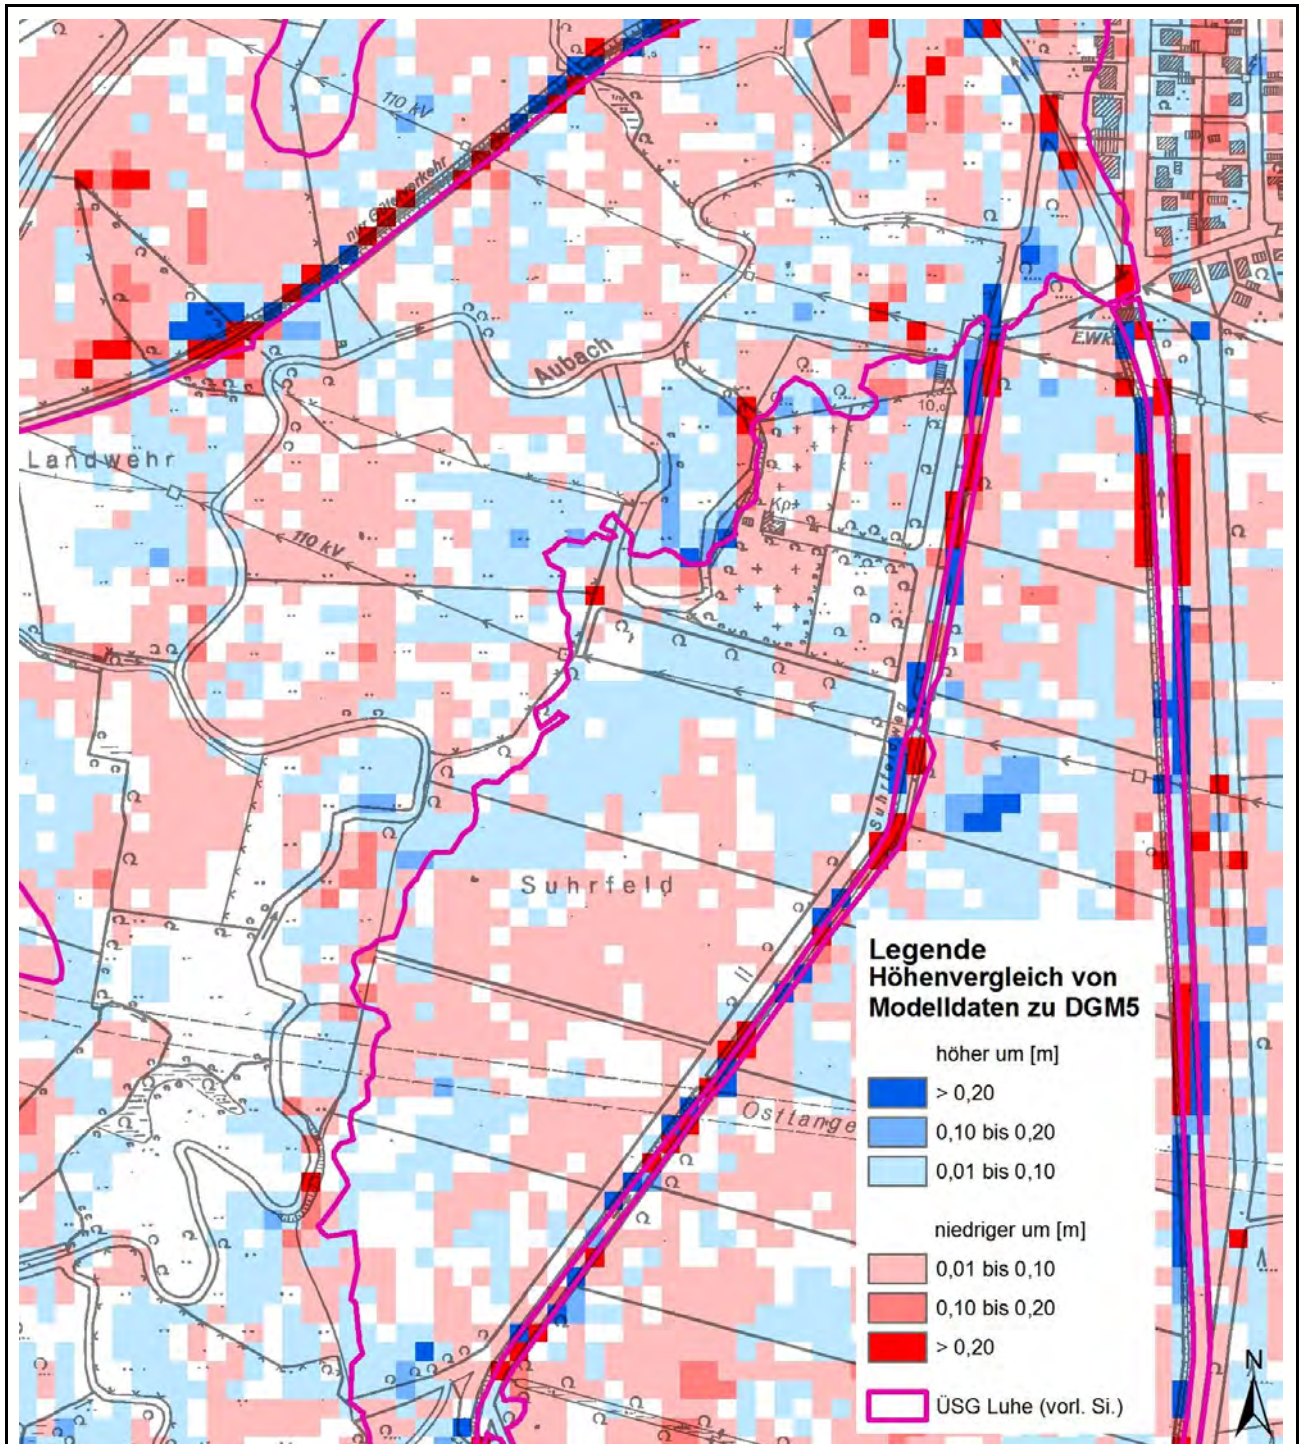 110 kV
nur Güterverkehr
Aubach
E.Wk.
10,0
Landwehr
Kp.
110 kV
Suhrfeldweg
Suhrfeld
Osttange
Legende
Höhenvergleich von
Modelldaten zu DGM5
höher um [m]
> 0,20
0,10 bis 0,20
0,01 bis 0,10
niedriger um [m]
0,01 bis 0,10
0,10 bis 0,20
> 0,20
ÜSG Luhe (vorl. Si.)
N